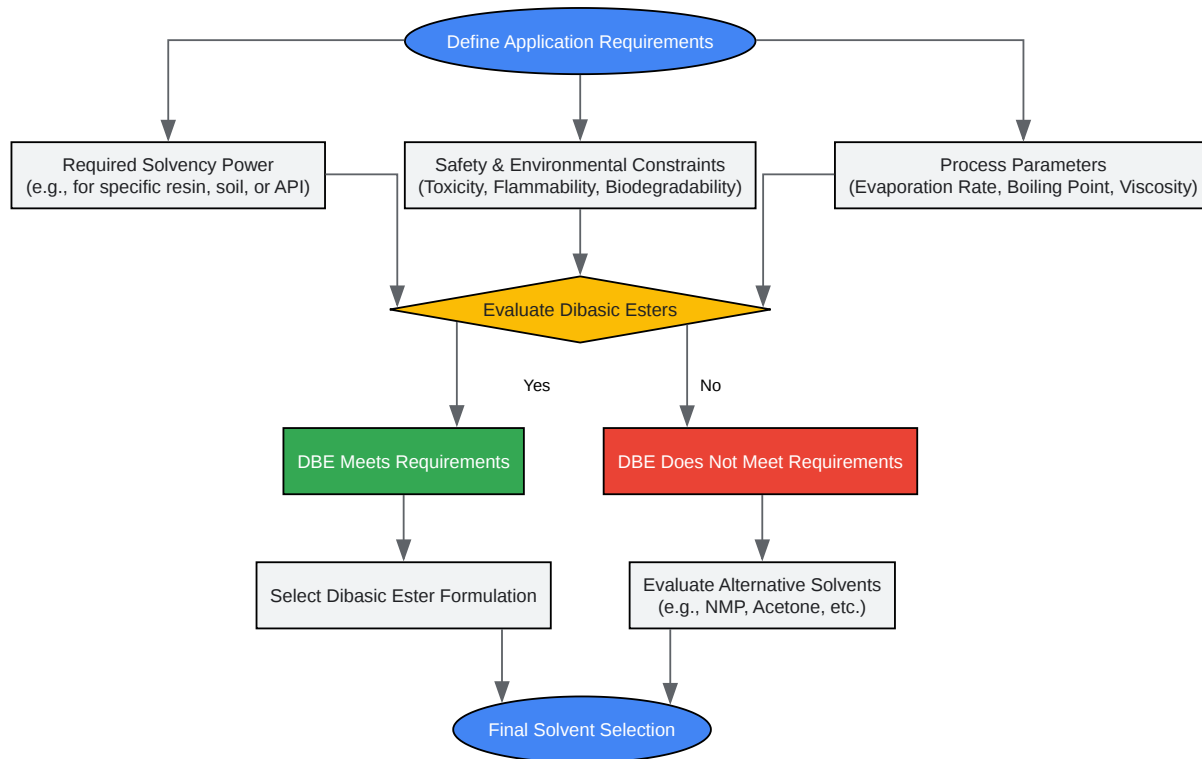 Define Application Requirements
Required Solvency Power
(e.g., for specific resin, soil, or API)
Safety & Environmental Constraints
(Toxicity, Flammability, Biodegradability)
Process Parameters
(Evaporation Rate, Boiling Point, Viscosity)
Evaluate Dibasic Esters
Yes
No
DBE Meets Requirements
DBE Does Not Meet Requirements
Select Dibasic Ester Formulation
Evaluate Alternative Solvents
(e.g., NMP, Acetone, etc.)
Final Solvent Selection